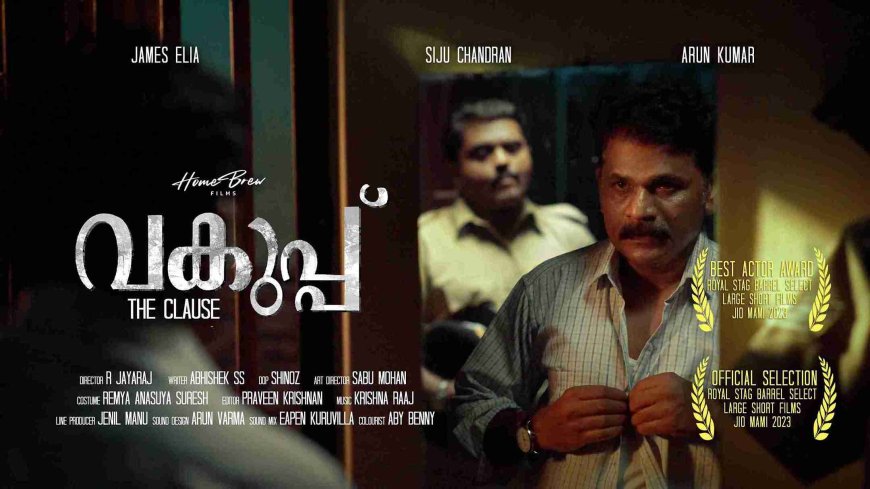 JAMES ELIA
SIJU CHANDRAN
ARUN KUMAR
HomeBrew
FILMS
വകുപ്പ്
THE CLAUSE
DIRECTOR R JAYARAJ WRITER ABHISHEK SS DOP SHINOZ ART DIRECTOR SABU MOHAN
COSTUME REMYA ANASUYA SURESH EDITOR PRAVEEN KRISHNAN MUSIC KRISHNA RAAJ
LINE PRODUCER JENIL MANU SOUND DESIGN ARUN VARMA SOUND MIX EAPEN KURUVILLA COLOURIST ABY BENNY
BEST ACTOR AWARD
ROYAL STAG BARREL SELECT
LARGE SHORT FILMS
JIO MAMI 2023
OFFICIAL SELECTION
ROYAL STAG BARREL SELECT
LARGE SHORT FILMS
JIO MAMI 2023